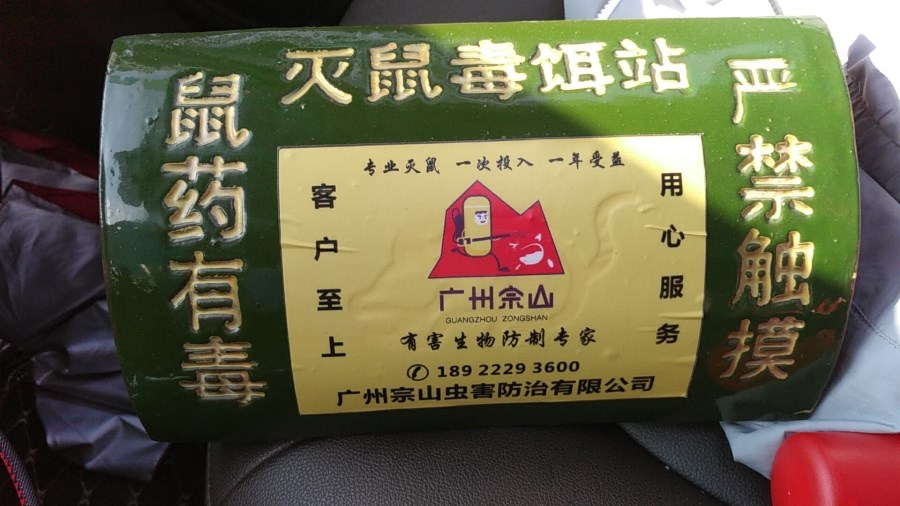 灭鼠毒饵站
鼠药有毒
严禁触摸
专业灭鼠 一次投入 一年受益
客户至上
用心服务
广州宗山
GUANGZHOU ZONGSHAN
有害生物防制专家
18922293600
广州宗山虫害防治有限公司